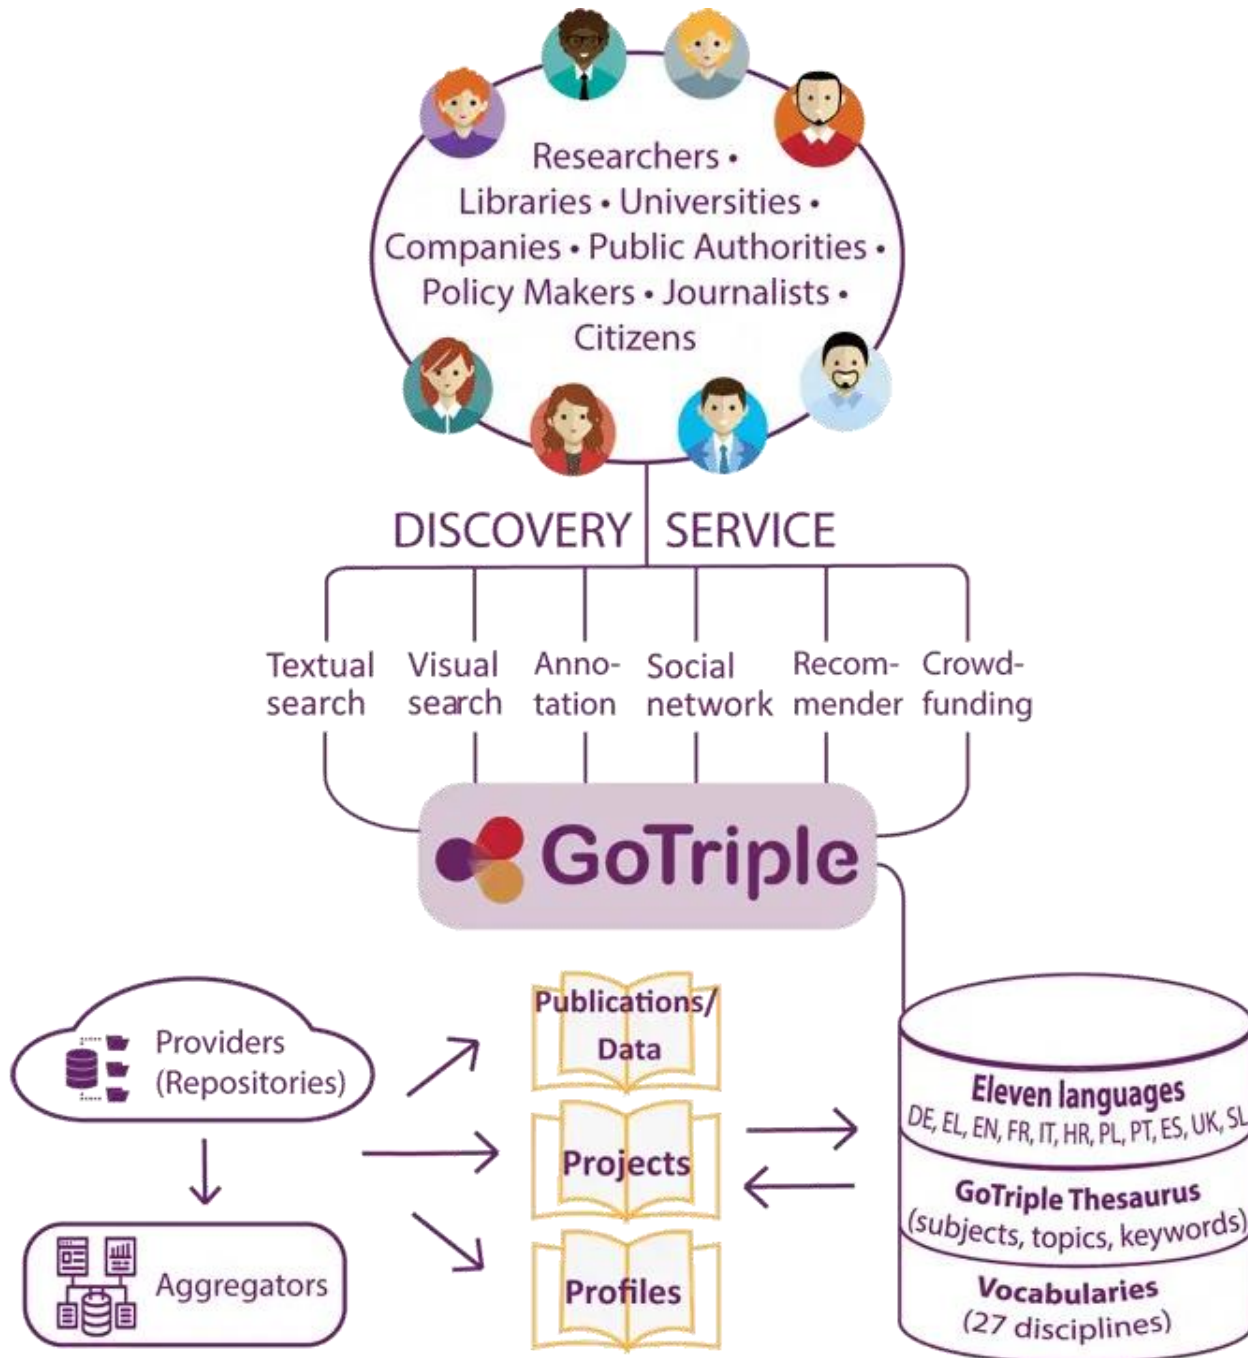 Researchers •
Libraries • Universities •
Companies • Public Authorities •
Policy Makers • Journalists •
Citizens
DISCOVERY SERVICE
Textual
search
Visual
search
Anno-
tation
Social
network
Recom-
mender
Crowd-
funding
GoTriple
Providers
(Repositories)
Aggregators
Publications/
Data
Projects
Profiles
Eleven languages
DE, EL, EN, FR, IT, HR, PL, PT, ES, UK, SL
GoTriple Thesaurus
(subjects, topics, keywords)
Vocabularies
(27 disciplines)